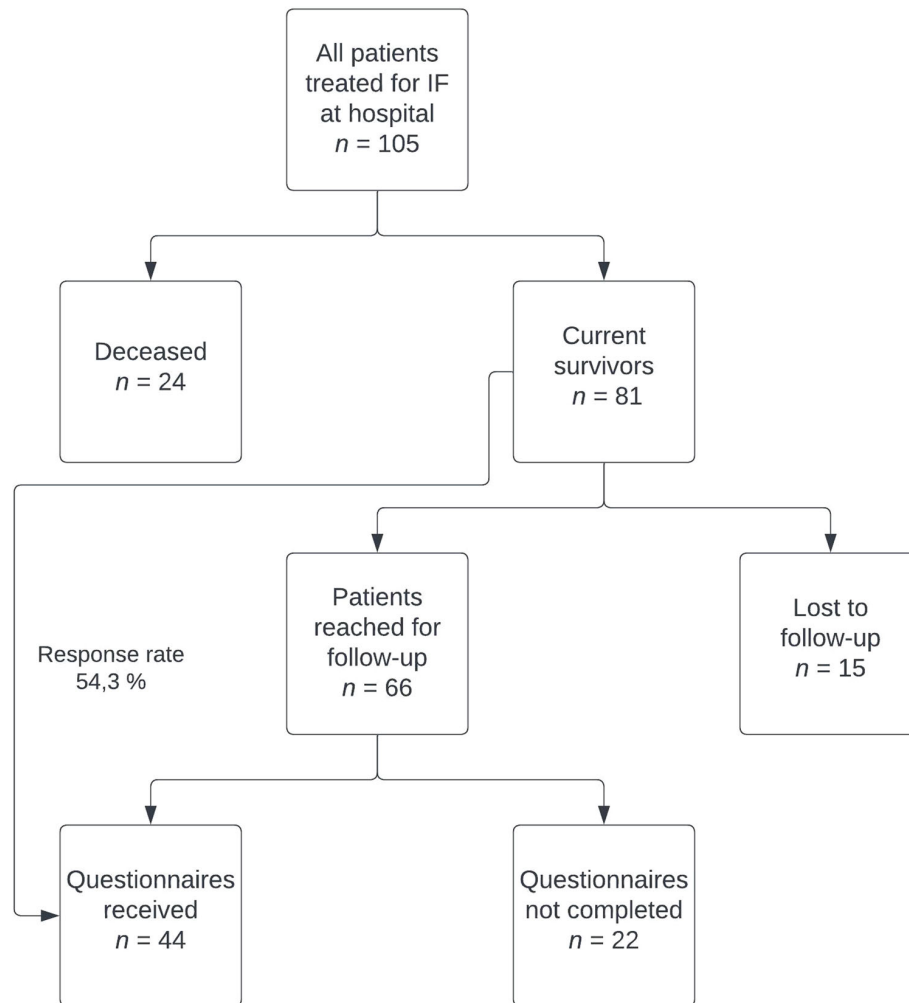 All patients
treated for IF
at hospital
n = 105
Deceased
n = 24
Current
survivors
n = 81
Patients
reached for
follow-up
n = 66
Lost to
follow-up
n = 15
Response rate
54,3 %
Questionnaires
received
n = 44
Questionnaires
not completed
n = 22